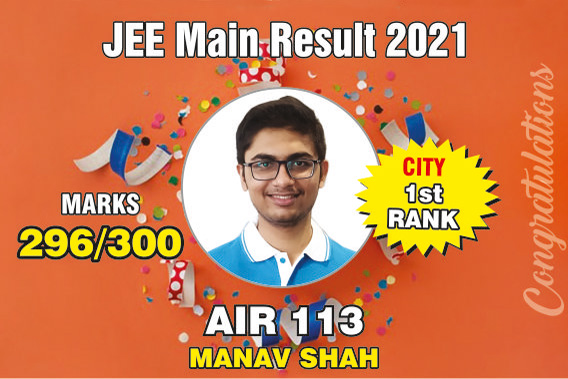 JEE Main Result 2021
Congratulations
CITY
1st
RANK
MARKS
296/300
AIR 113
MANAV SHAH